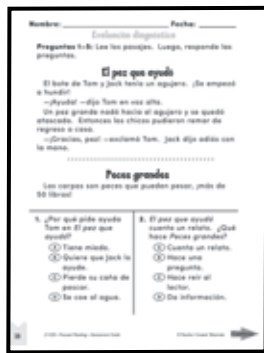 Nombre: Fecha:
Evaluación diagnóstica
Preguntas 1–8: Lee los pasajes. Luego, responde las
preguntas.
El pez que ayudó
El bote de Tom y Jack tenía un agujero. ¡Se empezó
a hundir!
—¡Ayuda! —dijo Tom en voz alta.
Un pez grande nadó hacia el agujero y se quedó
atascado. Entonces los chicos pudieron remar de
regreso a casa.
—¡Gracias, pez! —exclamó Tom. Jack dijo adiós con
la mano.
Peces grandes
Las carpas son peces que pueden pesar, ¡más de
50 libras!
1. ¿Por qué pide ayuda
Tom en El pez que
ayudó?
A Tiene miedo.
B Quiere que Jack lo
ayude.
C Pierde su caña de
pescar.
D Se cae al agua.
2. El pez que ayudó
cuenta un relato. ¿Qué
hace Peces grandes?
A Cuenta un relato.
B Hace una
pregunta.
C Hace reír al
lector.
D Da información.